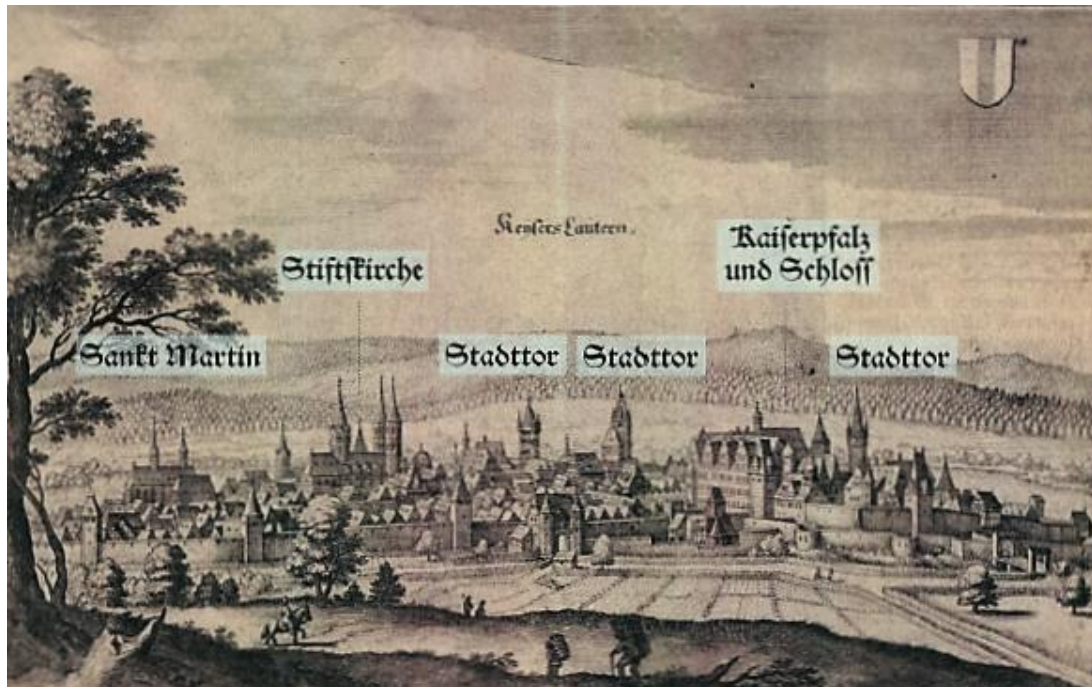 Keysers Lautern.
Stiftskirche
Kaiserpfalz
und Schloss
Sankt Martin
Stadttor
Stadttor
Stadttor